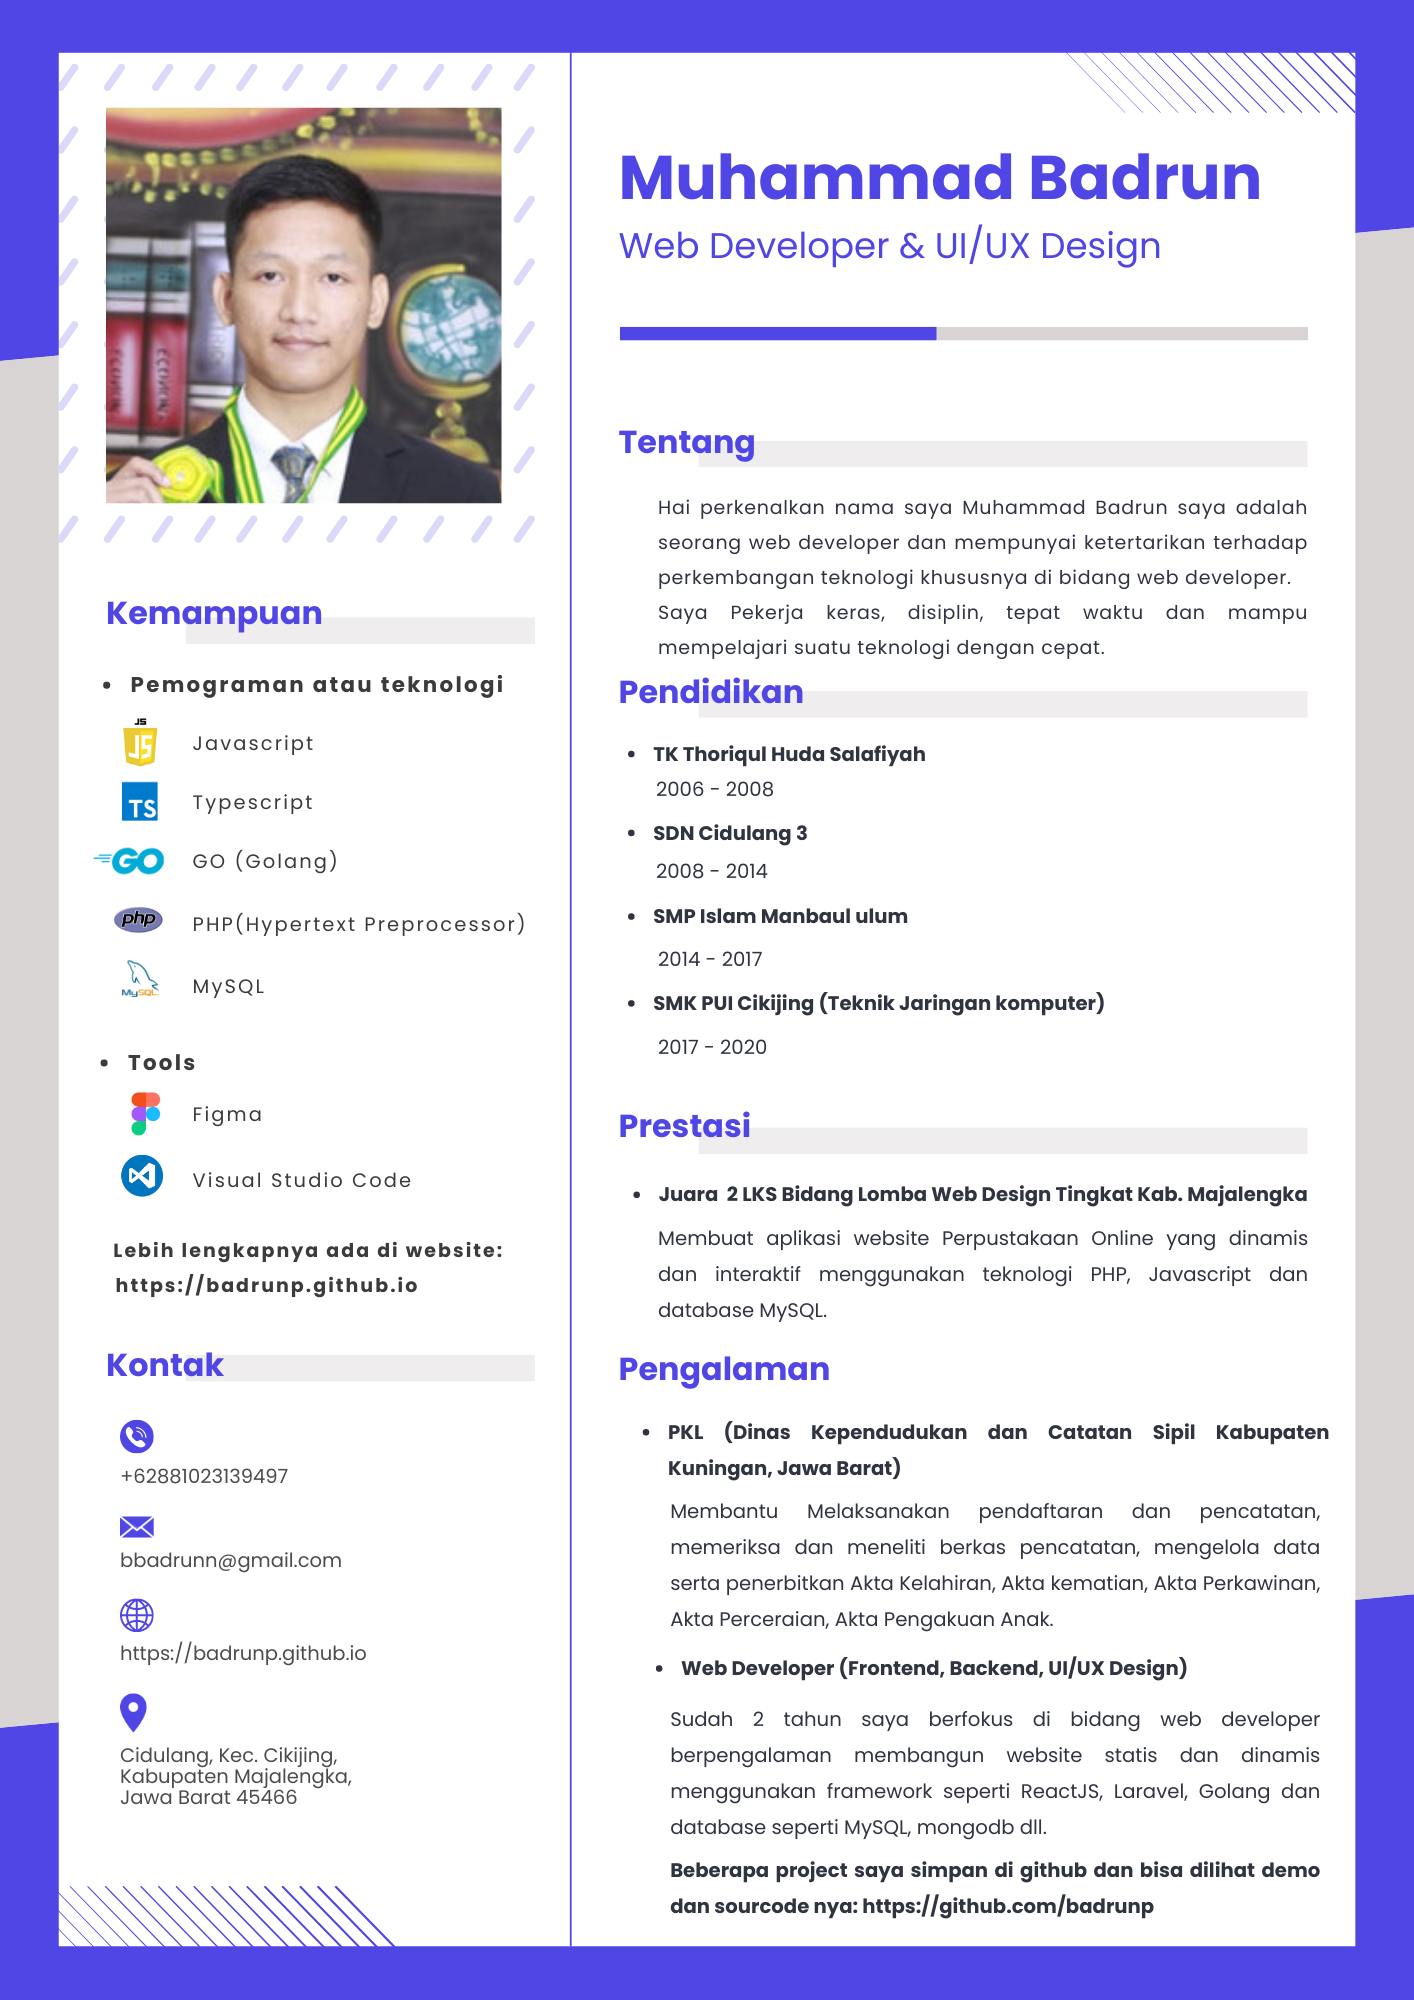 Muhammad Badrun
Web Developer & UI/UX Design
Kemampuan
• Pemograman atau teknologi
JS
JS
Javascript
TS
Typescript
GO
GO (Golang)
php
PHP(Hypertext Preprocessor)
MySQL
MySQL
• Tools
Figma
Visual Studio Code
Lebih lengkapnya ada di website:
https://badrunp.github.io
Kontak
+62881023139497
bbadrunn@gmail.com
https://badrunp.github.io
Cidulang, Kec. Cikijing,
Kabupaten Majalengka,
Jawa Barat 45466
Tentang
Hai perkenalkan nama saya Muhammad Badrun saya adalah
seorang web developer dan mempunyai ketertarikan terhadap
perkembangan teknologi khususnya di bidang web developer.
Saya Pekerja keras, disiplin, tepat waktu dan mampu
mempelajari suatu teknologi dengan cepat.
Pendidikan
• TK Thoriqul Huda Salafiyah
2006 - 2008
• SDN Cidulang 3
2008 - 2014
• SMP Islam Manbaul ulum
2014 - 2017
• SMK PUI Cikijing (Teknik Jaringan komputer)
2017 - 2020
Prestasi
• Juara 2 LKS Bidang Lomba Web Design Tingkat Kab. Majalengka
Membuat aplikasi website Perpustakaan Online yang dinamis
dan interaktif menggunakan teknologi PHP, Javascript dan
database MySQL.
Pengalaman
• PKL (Dinas Kependudukan dan Catatan Sipil Kabupaten
Kuningan, Jawa Barat)
Membantu Melaksanakan pendaftaran dan pencatatan,
memeriksa dan meneliti berkas pencatatan, mengelola data
serta penerbitkan Akta Kelahiran, Akta kematian, Akta Perkawinan,
Akta Perceraian, Akta Pengakuan Anak.
• Web Developer (Frontend, Backend, UI/UX Design)
Sudah 2 tahun saya berfokus di bidang web developer
berpengalaman membangun website statis dan dinamis
menggunakan framework seperti ReactJS, Laravel, Golang dan
database seperti MySQL, mongodb dll.
Beberapa project saya simpan di github dan bisa dilihat demo
dan sourcode nya: https://github.com/badrunp